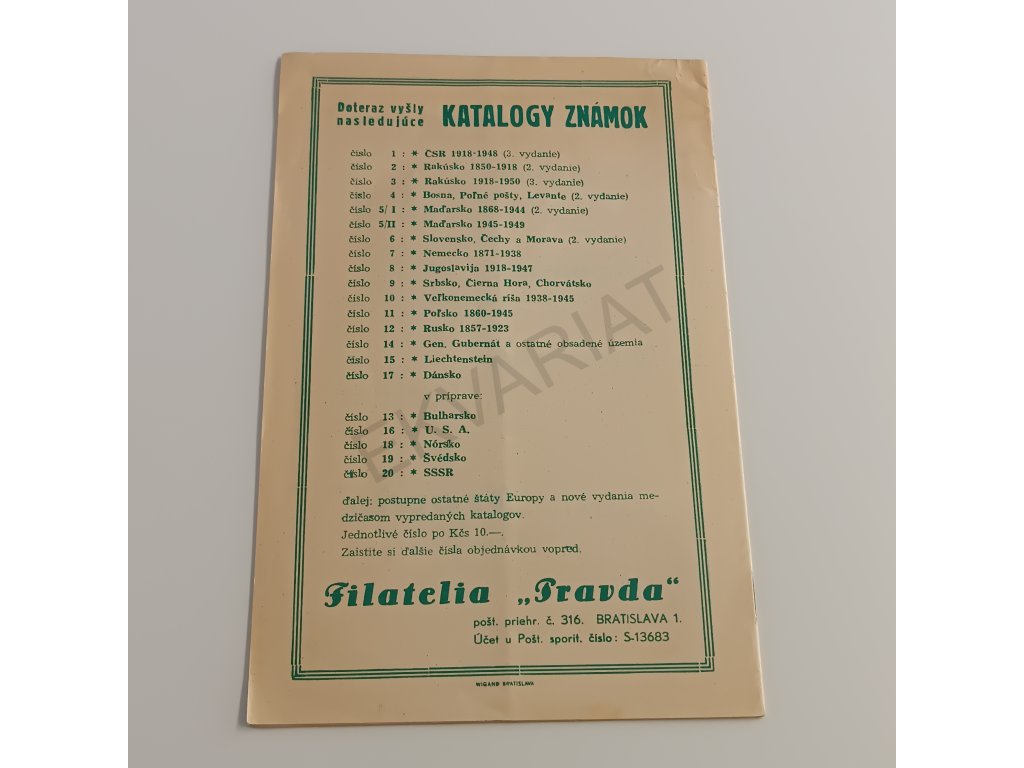 Doteraz vyšly
nasledujúce
KATALOGY ZNÁMOK
číslo 1 : * ČSR 1918-1948 (3. vydanie)
číslo 2 : * Rakúsko 1850-1918 (2. vydanie)
číslo 3 : * Rakúsko 1918-1950 (3. vydanie)
číslo 4 : * Bosna, Poľné pošty, Levante (2. vydanie)
číslo 5/I : * Maďarsko 1868-1944 (2. vydanie)
číslo 5/II : * Maďarsko 1945-1949
číslo 6 : * Slovensko, Čechy a Morava (2. vydanie)
číslo 7 : * Nemecko 1871-1938
číslo 8 : * Jugoslavija 1918-1947
číslo 9 : * Srbsko, Čierna Hora, Chorvátsko
číslo 10 : * Veľkonemecká ríša 1938-1945
číslo 11 : * Poľsko 1860-1945
číslo 12 : * Rusko 1857-1923
číslo 14 : * Gen. Gubernát a ostatné obsadené územia
číslo 15 : * Liechtenstein
číslo 17 : * Dánsko
v príprave:
číslo 13 : * Bulharsko
číslo 16 : * U. S. A.
číslo 18 : * Nórsko
číslo 19 : * Švédsko
číslo 20 : * SSSR
ďalej: postupne ostatné štáty Europy a nové vydania me-
dzičasom vypredaných katalogov.
Jednotlivé číslo po Kčs 10.—.
Zaistite si ďalšie čísla objednávkou vopred.
Filatelia „Pravda“
pošt. priehr. č. 316. BRATISLAVA 1.
Účet u Pošt. sporit. číslo: S-13683
WIGAND BRATISLAVA
EKVARIAT